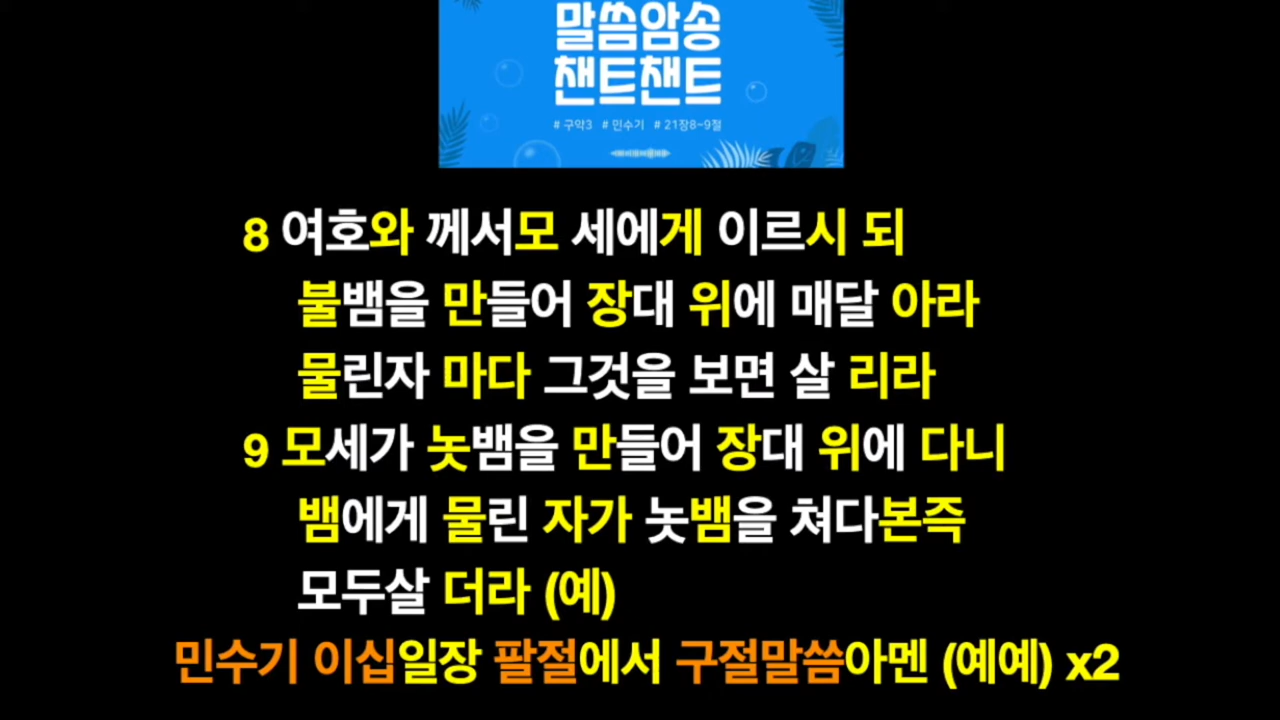 말씀암송
챈트챈트
# 구약3 # 민수기 # 21장8~9절
8 여호와 께서모 세에게 이르시 되
불뱀을 만들어 장대 위에 매달 아라
물린자 마다 그것을 보면 살 리라
9 모세가 놋뱀을 만들어 장대 위에 다니
뱀에게 물린 자가 놋뱀을 쳐다본즉
모두살 더라 (예)
민수기 이십일장 팔절에서 구절말씀아멘 (예예) x2